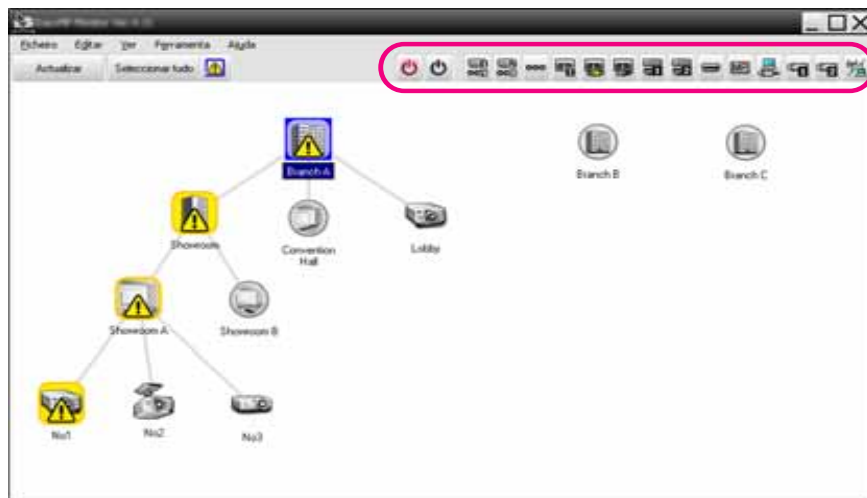 Ficheiro Editar Ver Ferramenta Ajuda
Actualizar Seleccionar tudo
Branch A
Branch B
Branch C
Showroom
Convention
Hall
Lobby
Showroom A
Showroom B
No1
No2
No3